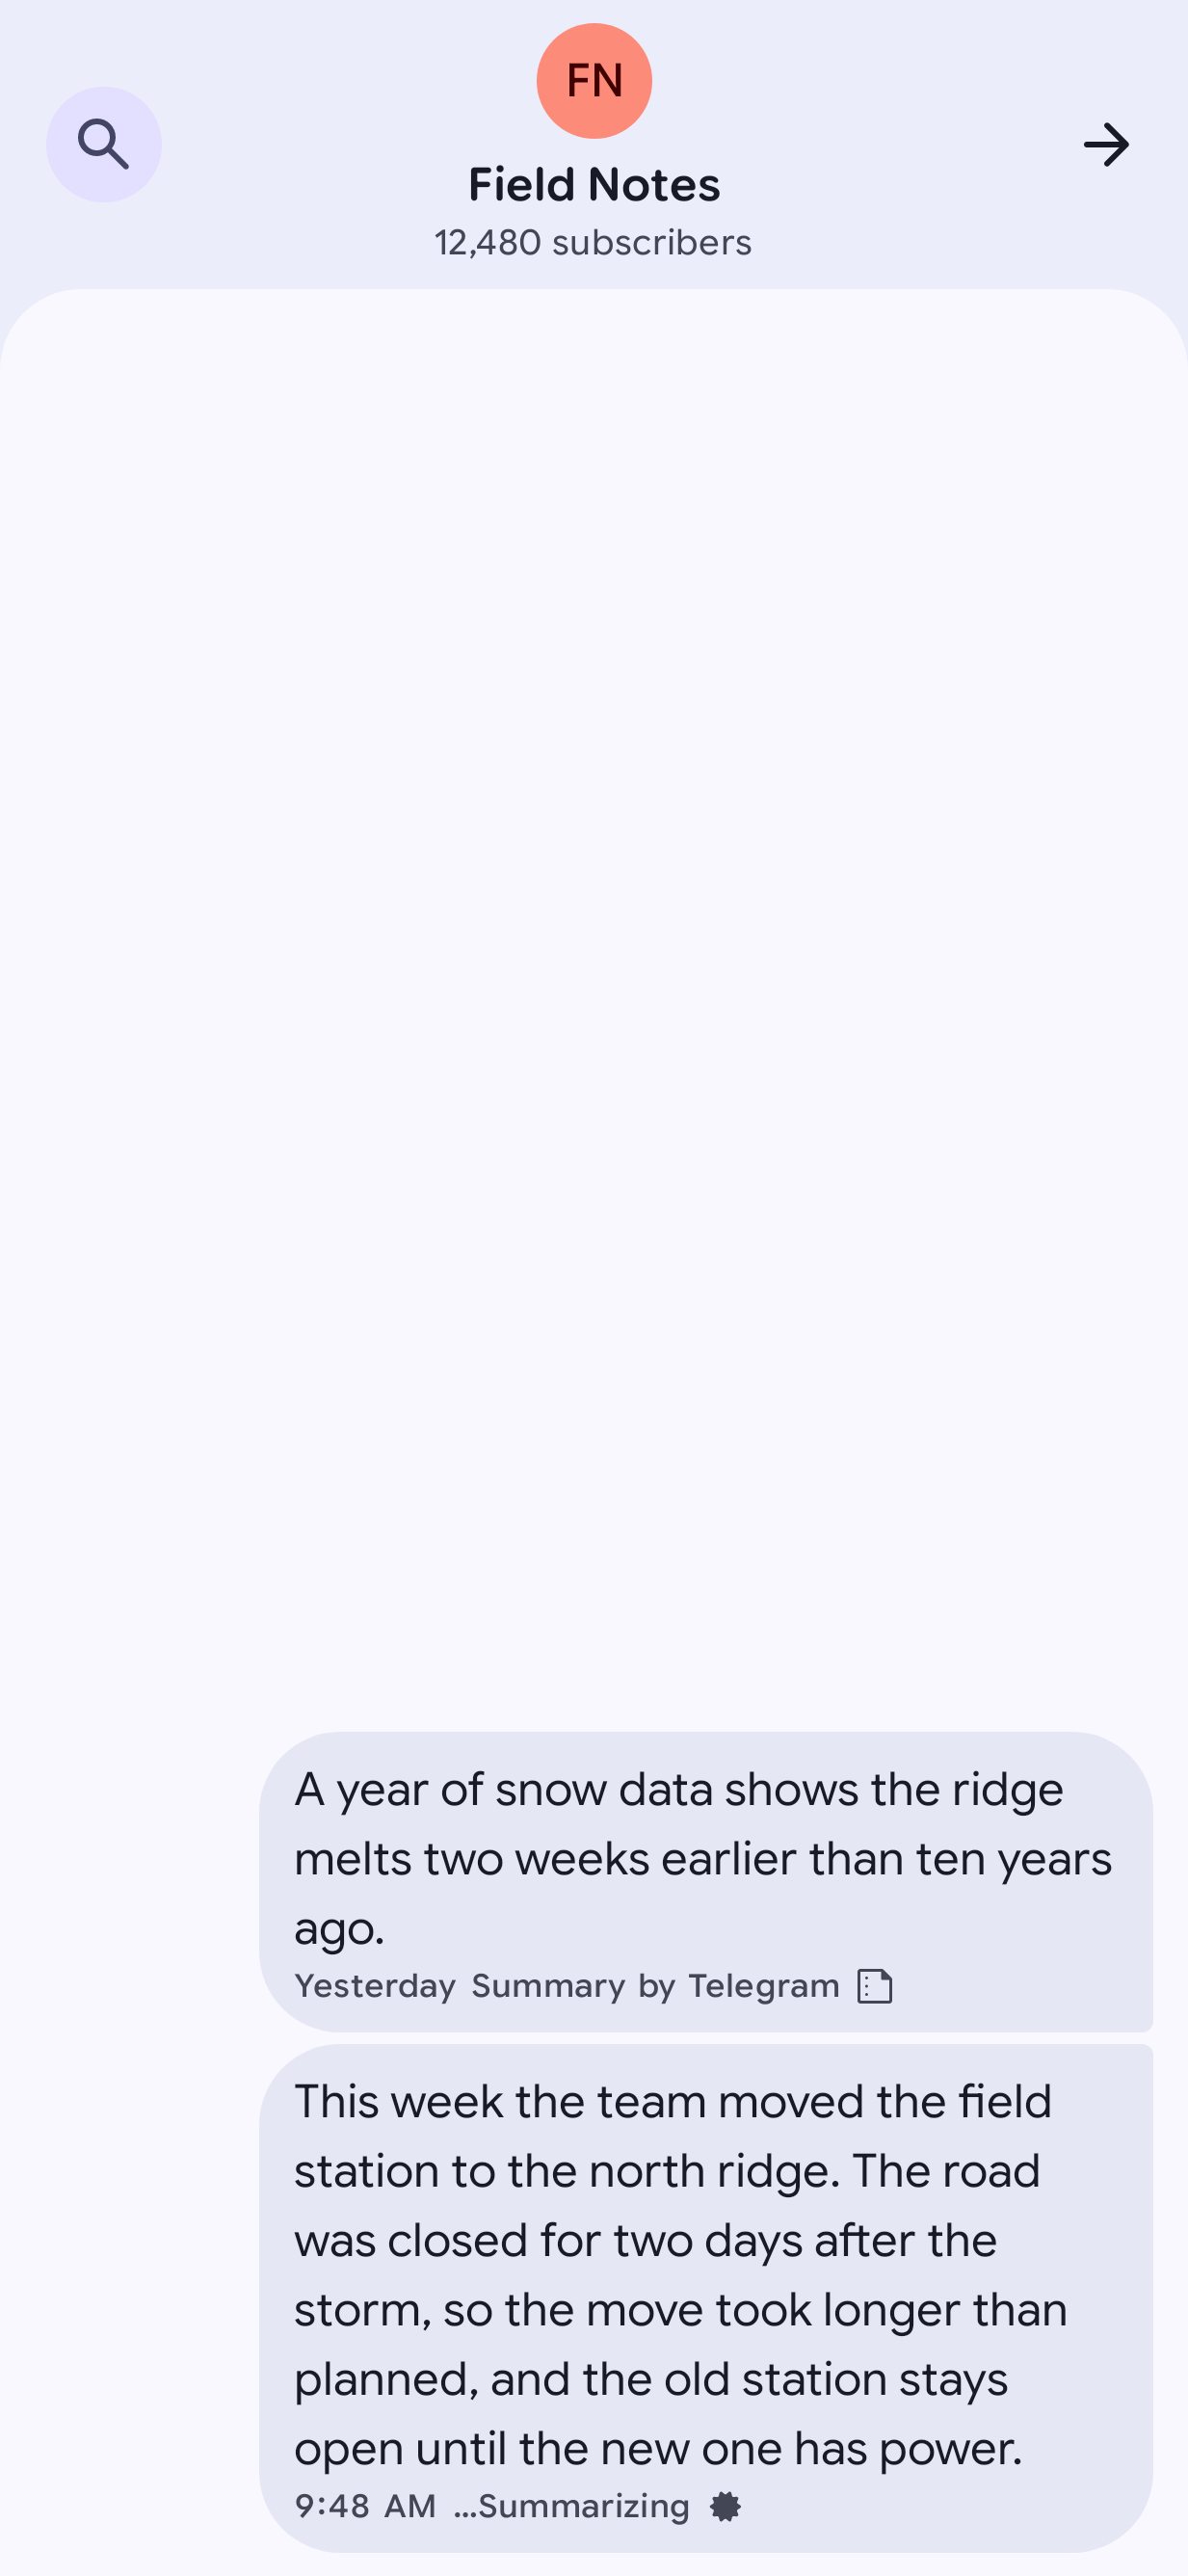 FN
Field Notes
12,480 subscribers
A year of snow data shows the ridge
melts two weeks earlier than ten years
ago.
Yesterday Summary by Telegram
This week the team moved the field
station to the north ridge. The road
was closed for two days after the
storm, so the move took longer than
planned, and the old station stays
open until the new one has power.
9:48 AM ...Summarizing